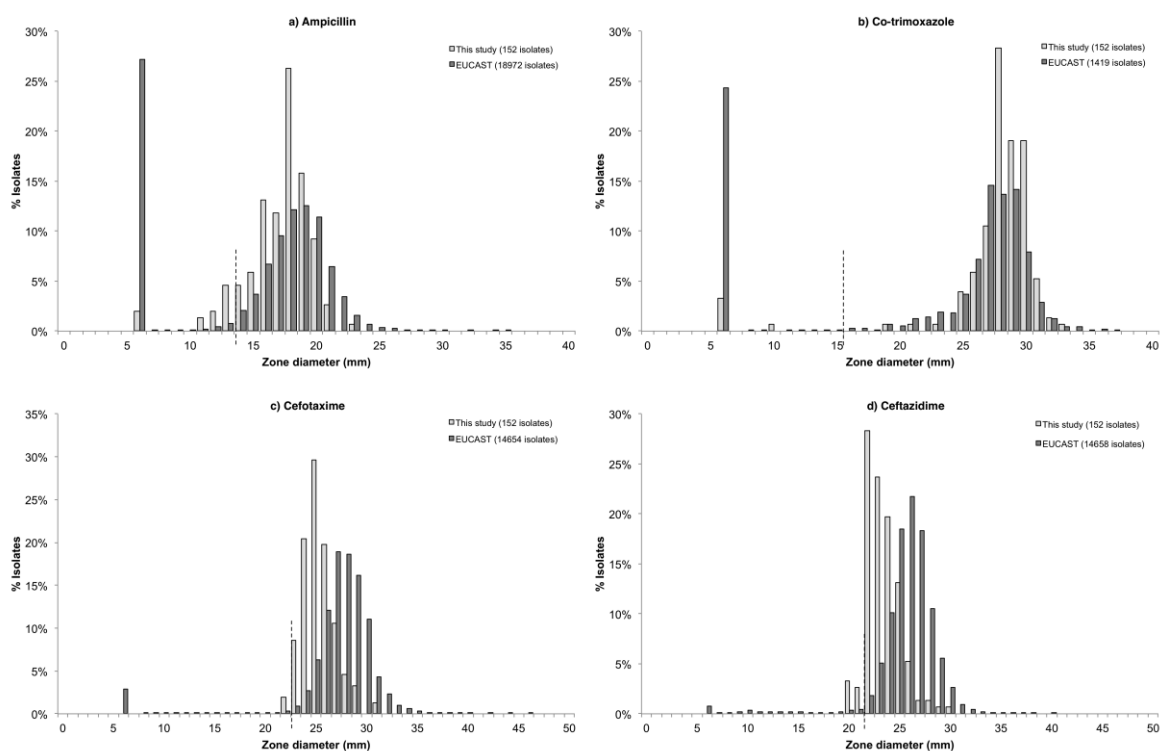 a) Ampicillin
30%
This study (152 isolates)
EUCAST (18972 isolates)
25%
20%
% Isolates
15%
10%
5%
0%
0 5 10 15 20 25 30 35 40
Zone diameter (mm)
b) Co-trimoxazole
30%
This study (152 isolates)
EUCAST (1419 isolates)
25%
20%
% Isolates
15%
10%
5%
0%
0 5 10 15 20 25 30 35 40
Zone diameter (mm)
c) Cefotaxime
35%
This study (152 isolates)
EUCAST (14654 isolates)
30%
25%
20%
% Isolates
15%
10%
5%
0%
0 5 10 15 20 25 30 35 40 45 50
Zone diameter (mm)
d) Ceftazidime
30%
This study (152 isolates)
EUCAST (14658 isolates)
25%
20%
% Isolates
15%
10%
5%
0%
0 5 10 15 20 25 30 35 40 45 50
Zone diameter (mm)